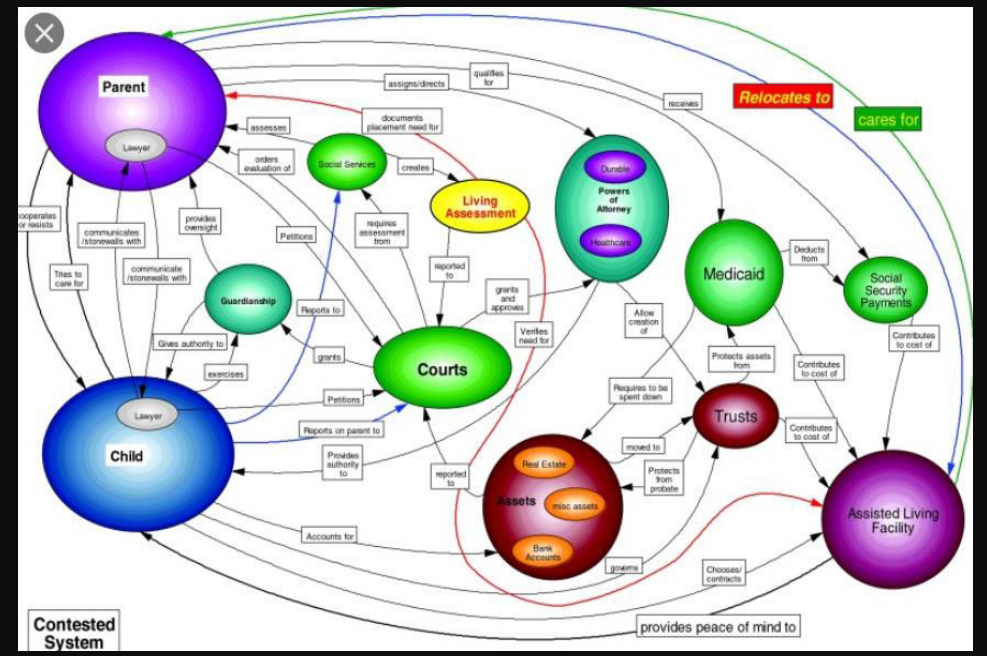 Parent
Lawyer
qualifies
for
assigns/directs
receives
Relocates to
cares for
documents
placement need for
assesses
orders
evaluation of
Social Services
creates
Living
Assessment
Durable
Powers
of
Attorney
Healthcare
cooperates
or resists
communicates
/stonewalls with
provides
oversight
Petitions
requires
assessment
from
Medicaid
Deducts
from
Social
Security
Payments
Tries to
care for
communicate
/stonewalls with
Guardianship
reported
to
grants
and
approves
Reports to
Allow
creation
of
Verifies
need for
Contributes
to cost of
Gives authority to
grants
Courts
Protects assets
from
Contributes
to cost of
exercises
Requires to be
spent down
Lawyer
Petitions
Trusts
Contributes
to cost of
Reports on parent to
Child
Provides
authority
to
reported
to
moved to
Real Estate
Protects
from
probate
Assets
misc assets
Bank
Accounts
Assisted Living
Facility
Accounts for
governs
Chooses/
contracts
Contested
System
provides peace of mind to